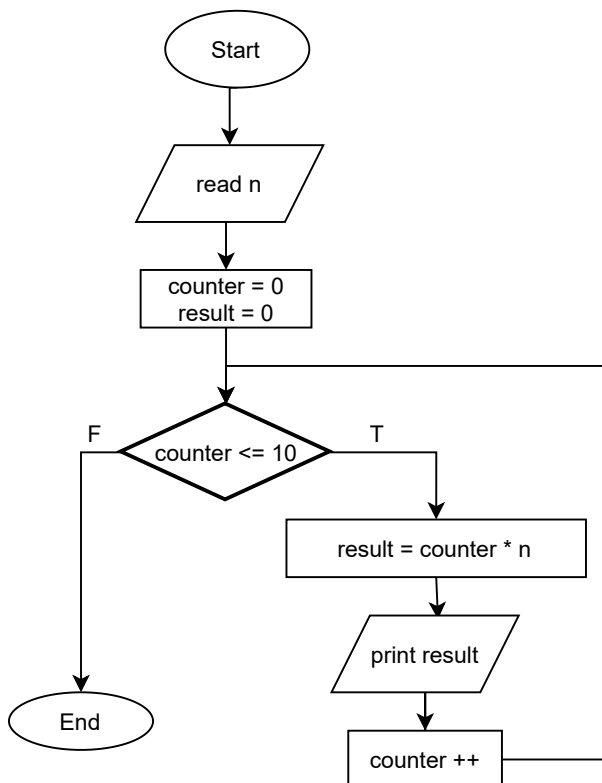 Start
read n
counter = 0
result = 0
F
T
counter <= 10
result = counter * n
print result
End
counter ++